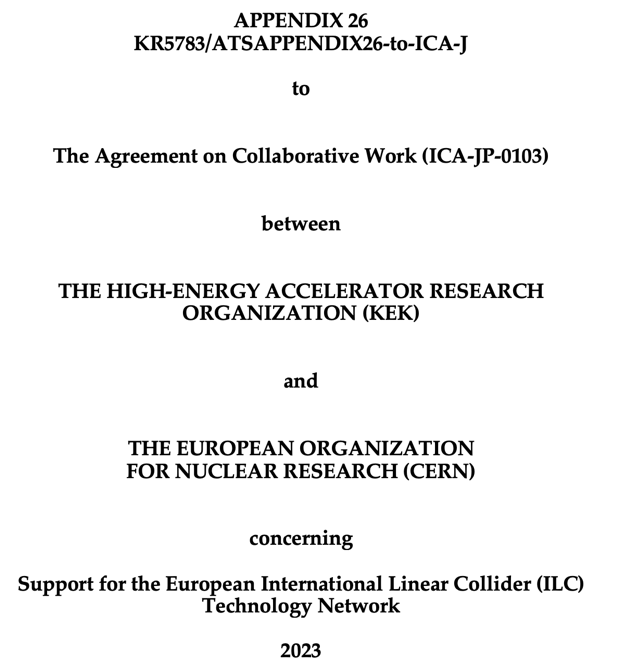 APPENDIX 26
KR5783/ATSAPPENDIX26-to-ICA-J
to
The Agreement on Collaborative Work (ICA-JP-0103)
between
THE HIGH-ENERGY ACCELERATOR RESEARCH
ORGANIZATION (KEK)
and
THE EUROPEAN ORGANIZATION
FOR NUCLEAR RESEARCH (CERN)
concerning
Support for the European International Linear Collider (ILC)
Technology Network
2023